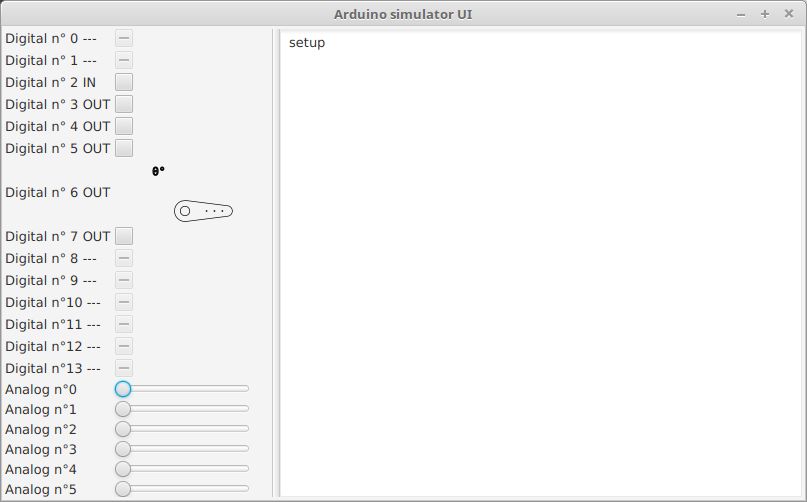 Arduino simulator UI
Digital n° 0 ---
Digital n° 1 ---
Digital n° 2 IN
Digital n° 3 OUT
Digital n° 4 OUT
Digital n° 5 OUT
0°
Digital n° 6 OUT
Digital n° 7 OUT
Digital n° 8 ---
Digital n° 9 ---
Digital n°10 ---
Digital n°11 ---
Digital n°12 ---
Digital n°13 ---
Analog n°0
Analog n°1
Analog n°2
Analog n°3
Analog n°4
Analog n°5
setup